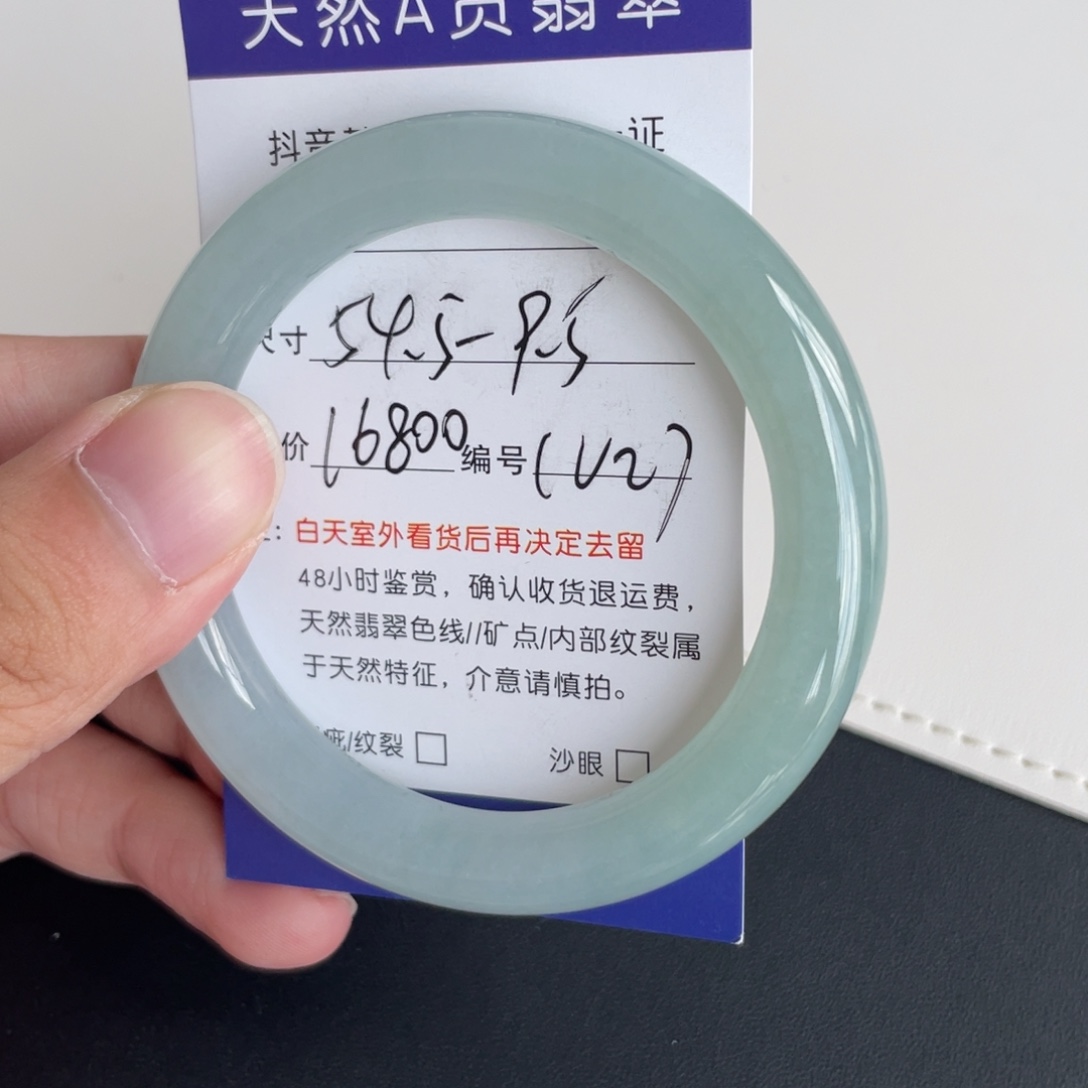 天然A货翡翠
抖音 证
尺寸 54.5-9.5
价 16800 编号 (V2)
：白天室外看货后再决定去留
48小时鉴赏，确认收货退运费，
天然翡翠色线//矿点/内部纹裂属
于天然特征，介意请慎拍。
疵/纹裂 □ 沙眼 □